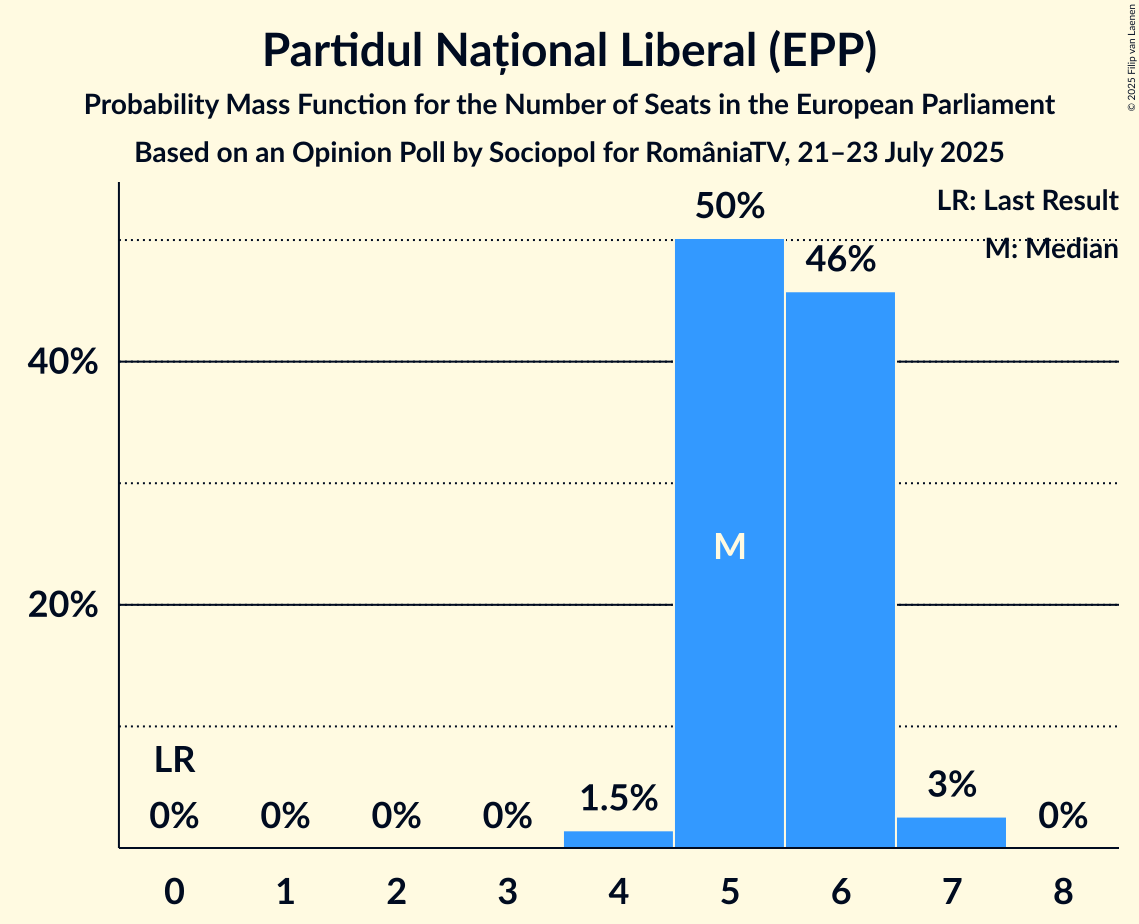 Partidul Național Liberal (EPP)
Probability Mass Function for the Number of Seats in the European Parliament
Based on an Opinion Poll by Sociopol for RomâniaTV, 21–23 July 2025
© 2025 Filip van Laenen
LR: Last Result
M: Median
50%
46%
40%
M
20%
LR
0%
0%
0%
0%
1.5%
3%
0%
0
1
2
3
4
5
6
7
8